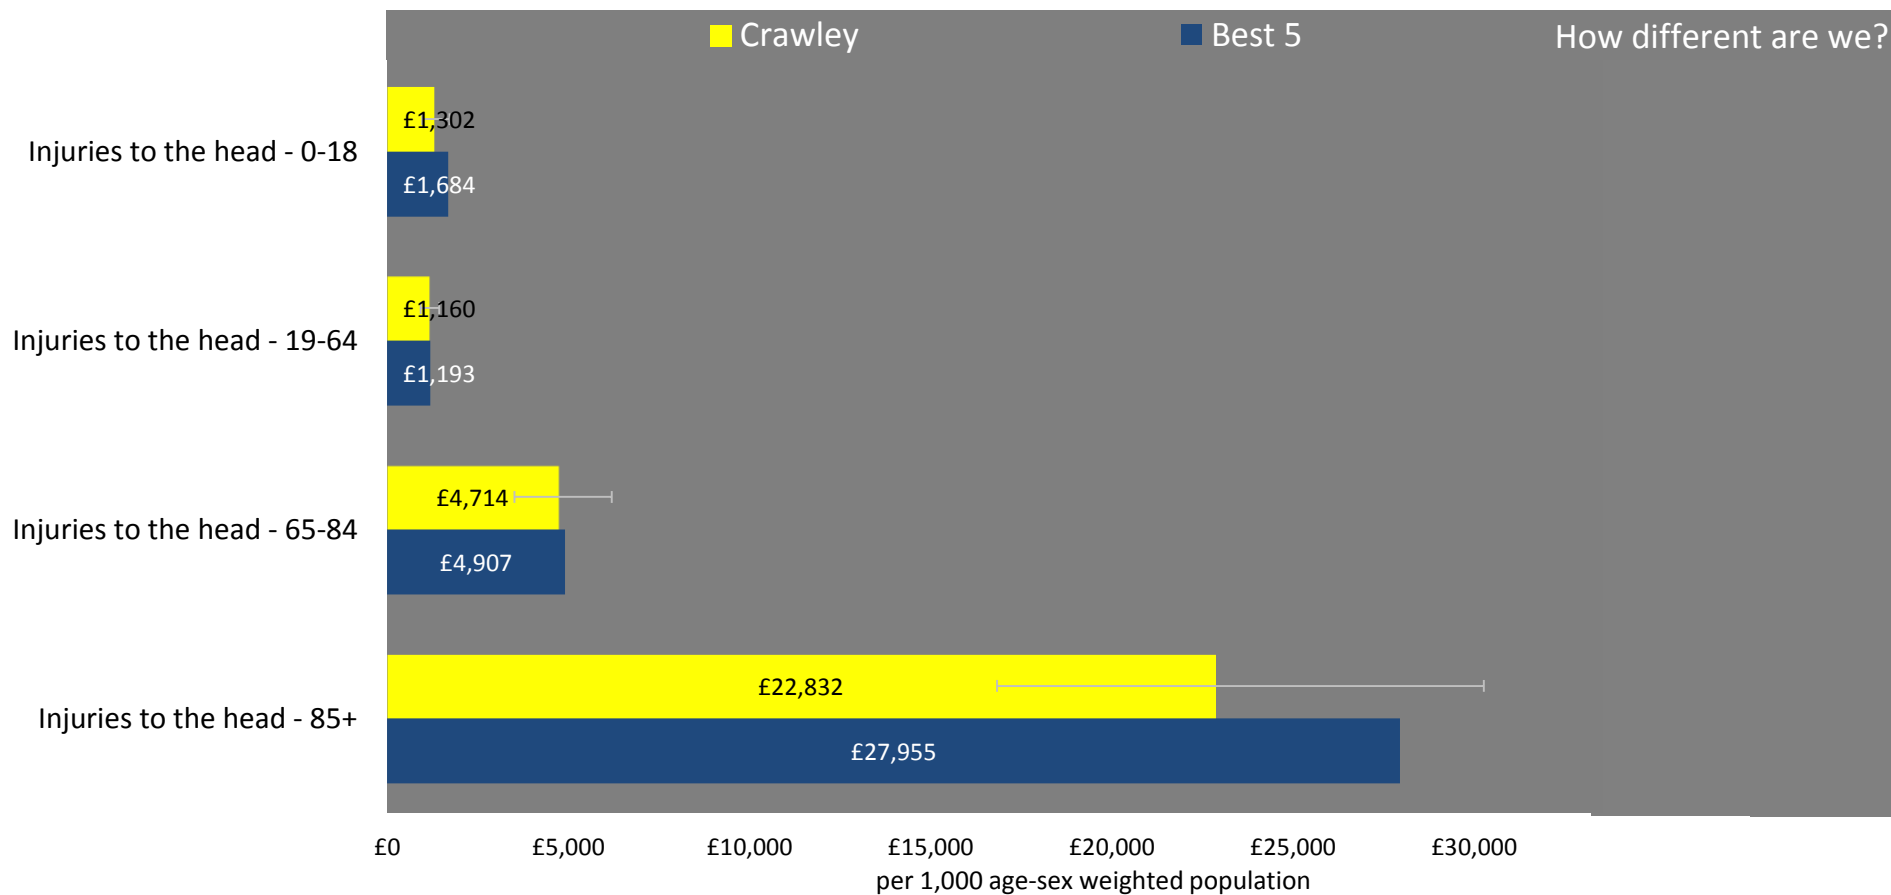 Crawley
Best 5
How different are we?
Injuries to the head - 0-18
£1,302
£1,684
Injuries to the head - 19-64
£1,160
£1,193
Injuries to the head - 65-84
£4,714
£4,907
Injuries to the head - 85+
£22,832
£27,955
£0 £5,000 £10,000 £15,000 £20,000 £25,000 £30,000
per 1,000 age-sex weighted population